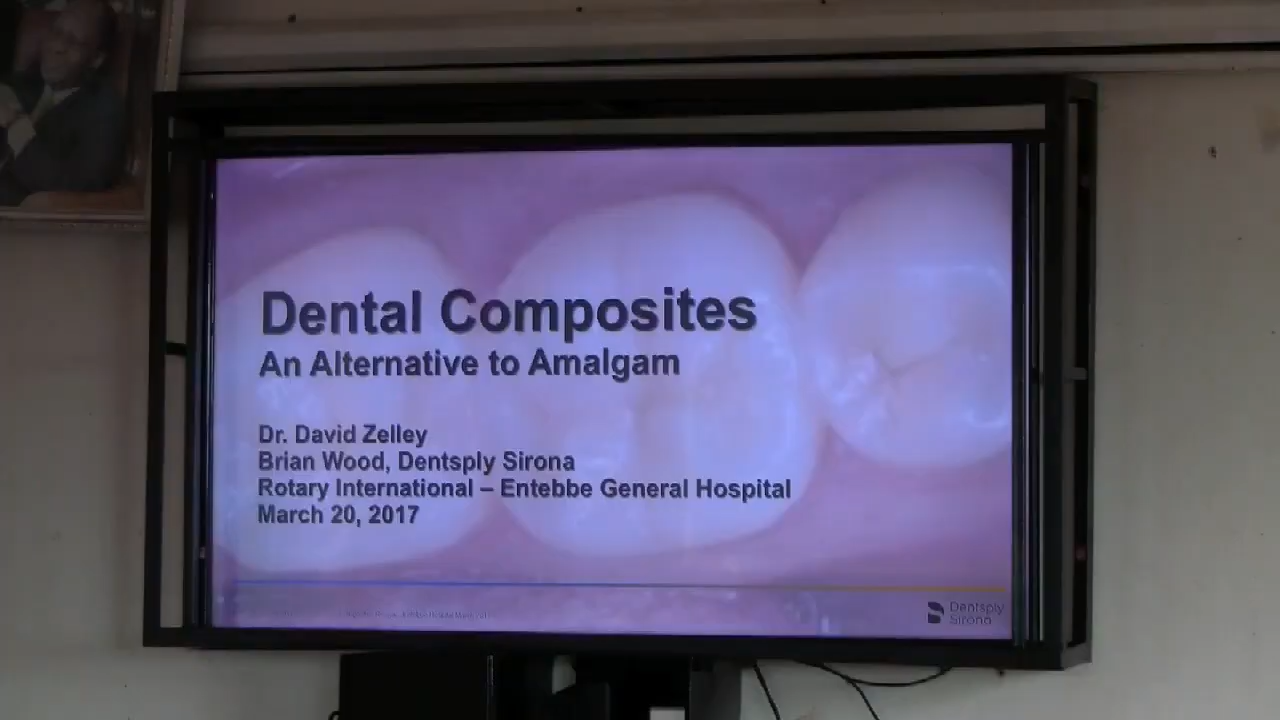 Dental Composites
An Alternative to Amalgam
Dr. David Zelley
Brian Wood, Dentsply Sirona
Rotary International – Entebbe General Hospital
March 20, 2017
Dentsply
Sirona